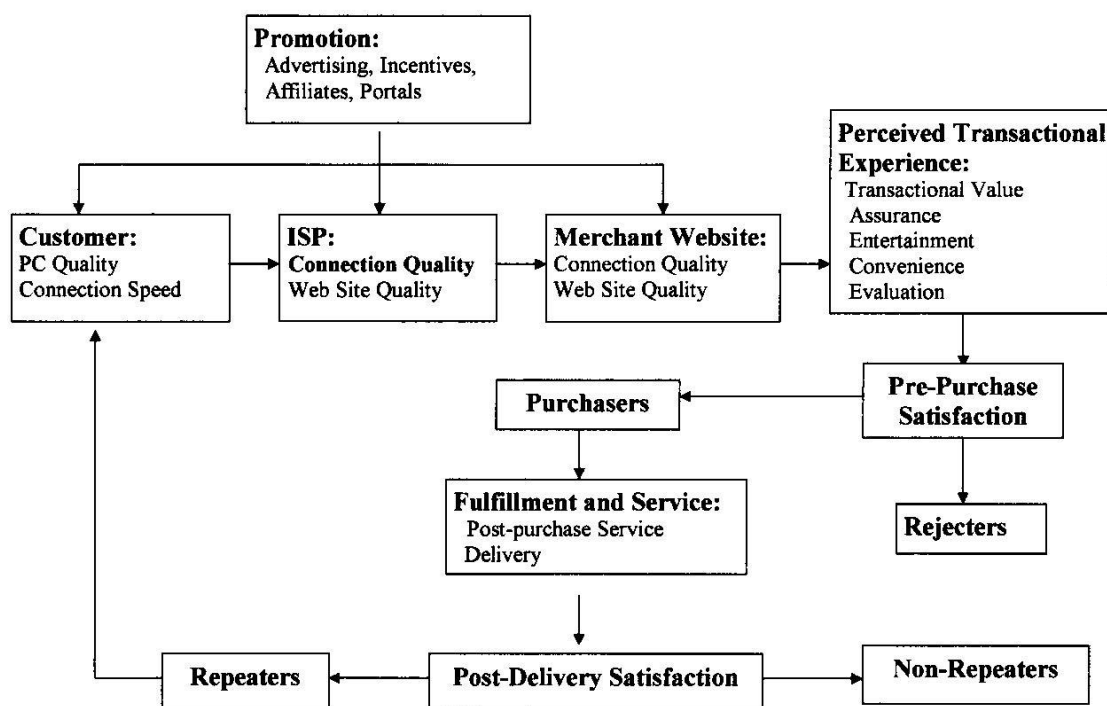 Promotion:
Advertising, Incentives,
Affiliates, Portals
Customer:
PC Quality
Connection Speed
ISP:
Connection Quality
Web Site Quality
Merchant Website:
Connection Quality
Web Site Quality
Perceived Transactional
Experience:
Transactional Value
Assurance
Entertainment
Convenience
Evaluation
Pre-Purchase
Satisfaction
Purchasers
Rejecters
Fulfillment and Service:
Post-purchase Service
Delivery
Post-Delivery Satisfaction
Repeaters
Non-Repeaters